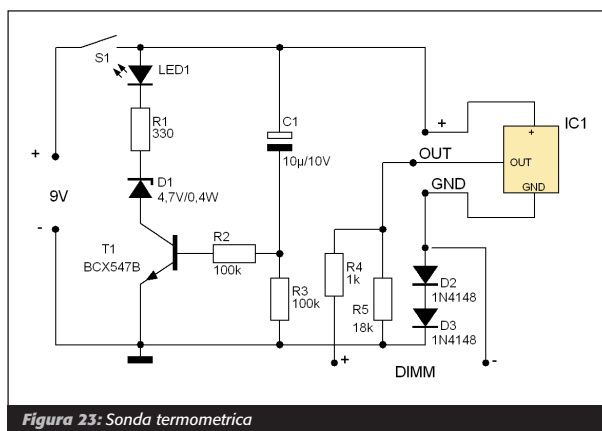 S1
LED1
R1
330
C1
10µ/10V
+
IC1
+
OUT
OUT
GND
GND
+
9V
-
D1
4,7V/0,4W
T1
BCX547B
R2
100k
R3
100k
R4
1k
R5
18k
D2
1N4148
D3
1N4148
+
DIMM
-
Figura 23: Sonda termometrica